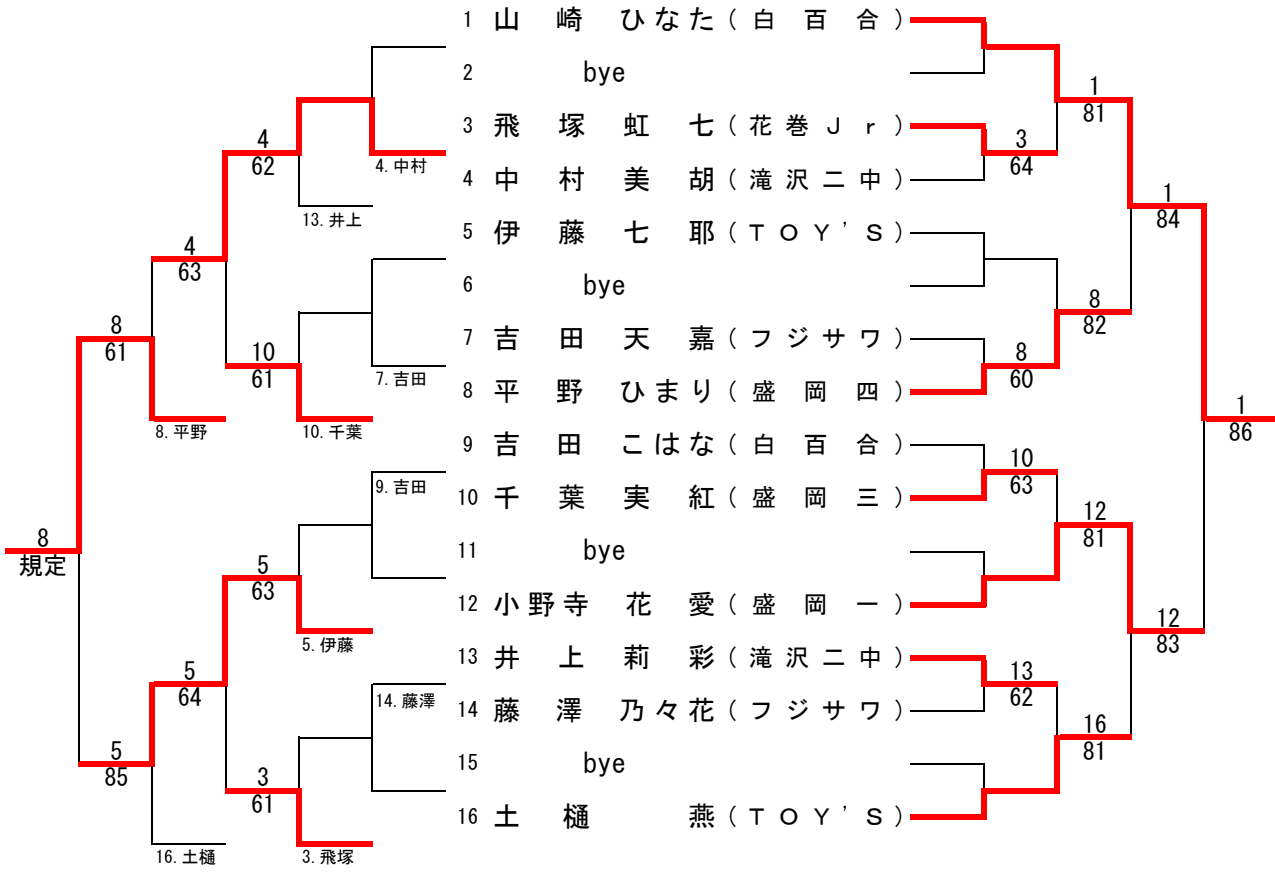 1 山崎 ひなた (白百合)
2 bye
3 飛塚 虹七 (花巻Jr)
4 中村 美胡 (滝沢二中)
5 伊藤 七耶 (TOY'S)
6 bye
7 吉田 天嘉 (フジサワ)
8 平野 ひまり (盛岡四)
9 吉田 こはな (白百合)
10 千葉 実紅 (盛岡三)
11 bye
12 小野寺 花愛 (盛岡一)
13 井上 莉彩 (滝沢二中)
14 藤澤 乃々花 (フジサワ)
15 bye
16 土樋 燕 (TOY'S)
3
64
8
60
10
63
13
62
1
81
8
82
12
81
16
81
1
84
12
83
1
86
4. 中村
7. 吉田
9. 吉田
14. 藤澤
13. 井上
10. 千葉
5. 伊藤
3. 飛塚
4
62
10
61
5
63
3
61
4
63
8. 平野
5
64
16. 土樋
8
61
5
85
8
規定